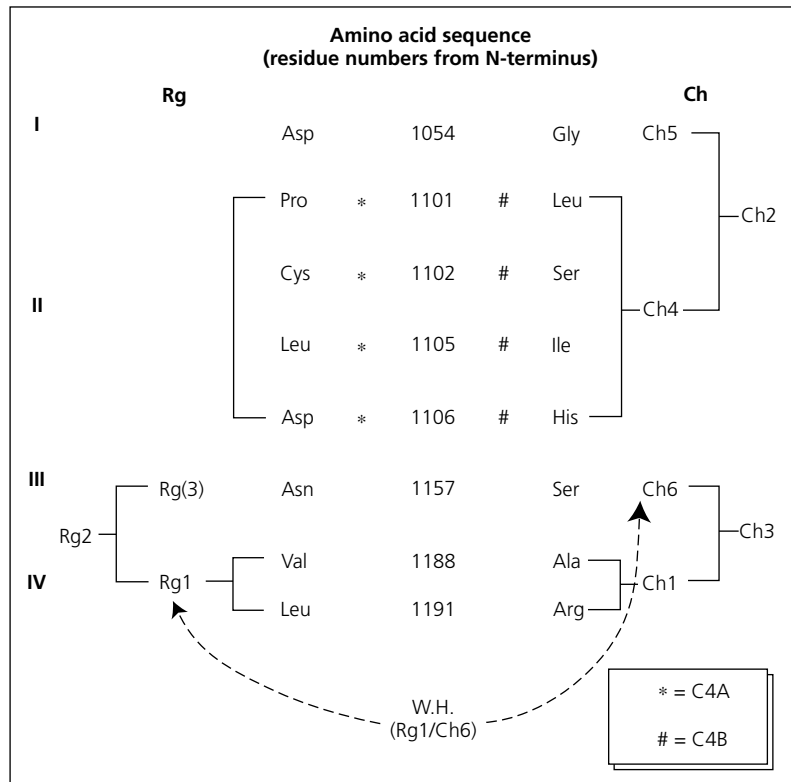 Amino acid sequence
(residue numbers from N-terminus)
Rg Ch
I Asp 1054 Gly Ch5
Pro * 1101 # Leu
Ch2
Cys * 1102 # Ser
II Ch4
Leu * 1105 # Ile
Asp * 1106 # His
III Rg(3) Asn 1157 Ser Ch6
Rg2 Ch3
Val 1188 Ala
IV Rg1 Ch1
Leu 1191 Arg
W.H.
(Rg1/Ch6)
* = C4A
# = C4B